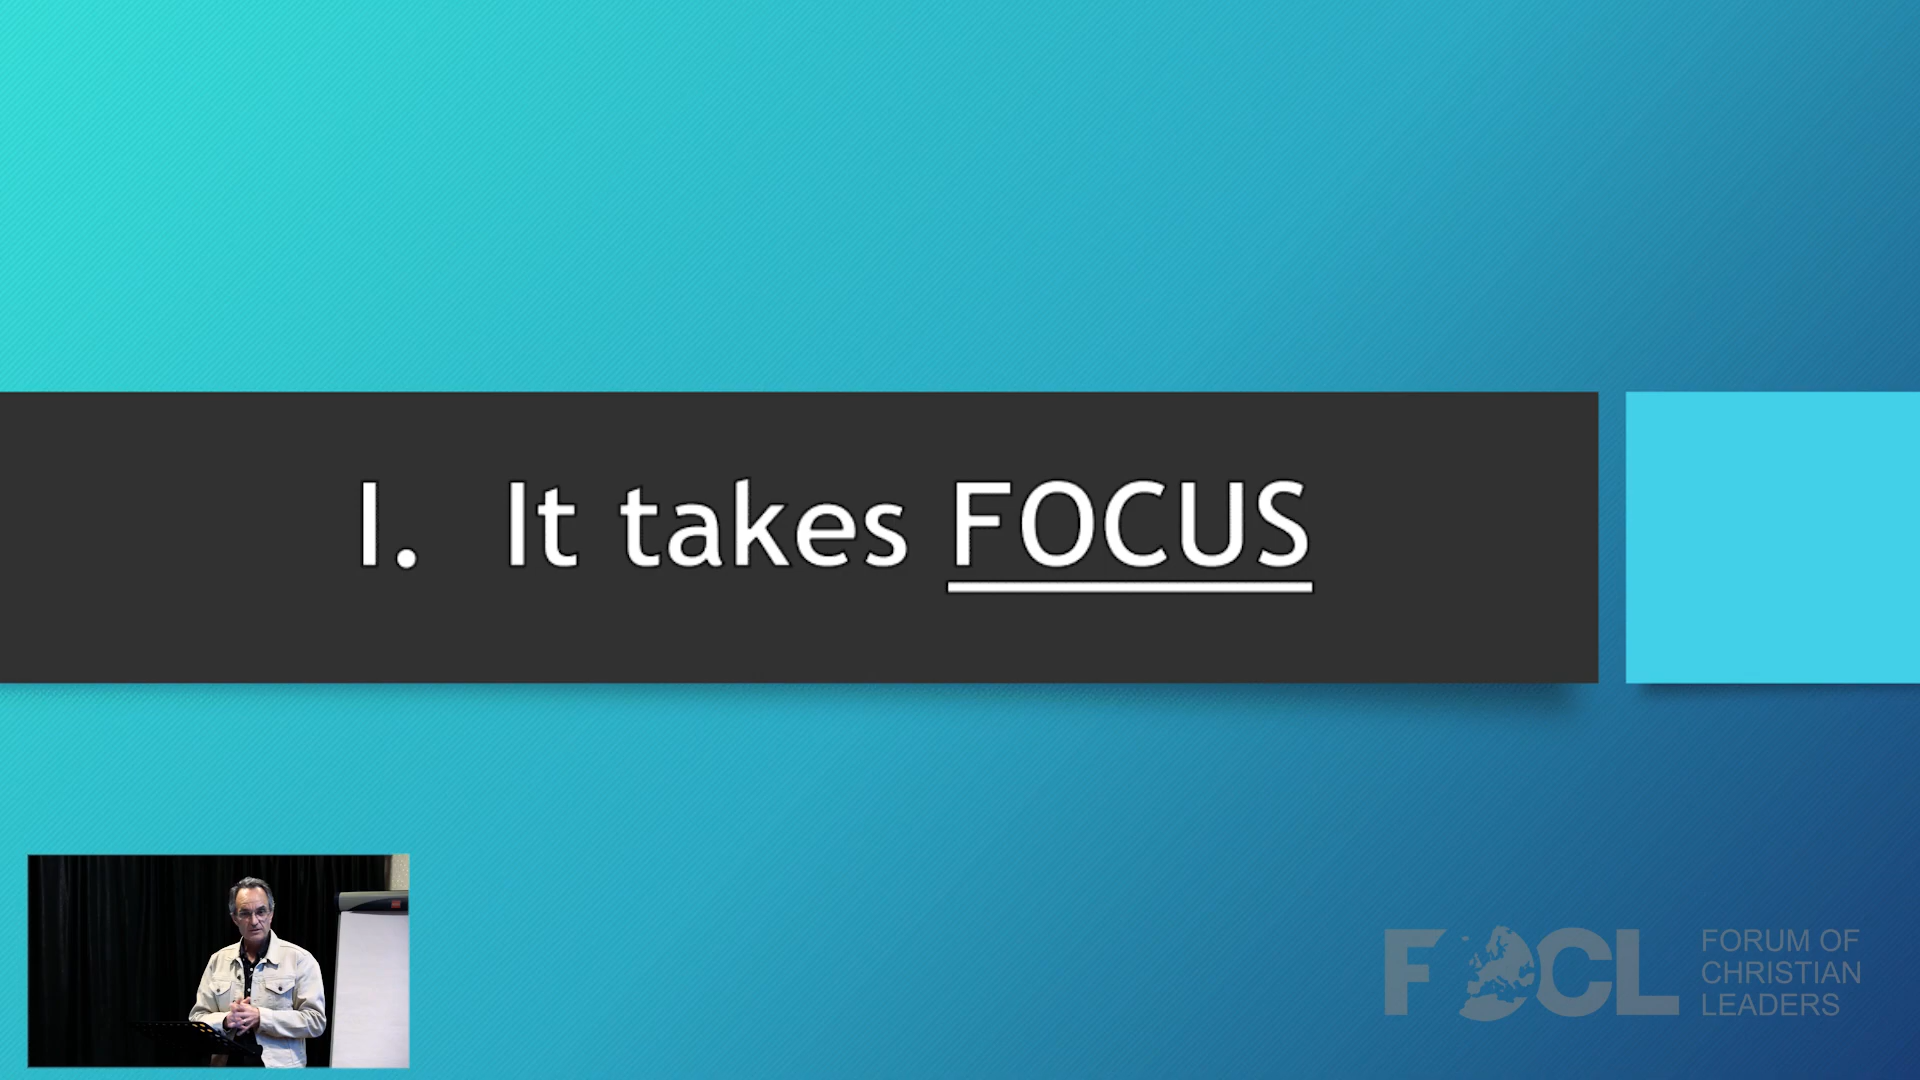 I. It takes FOCUS
FOCL
FORUM OF
CHRISTIAN
LEADERS